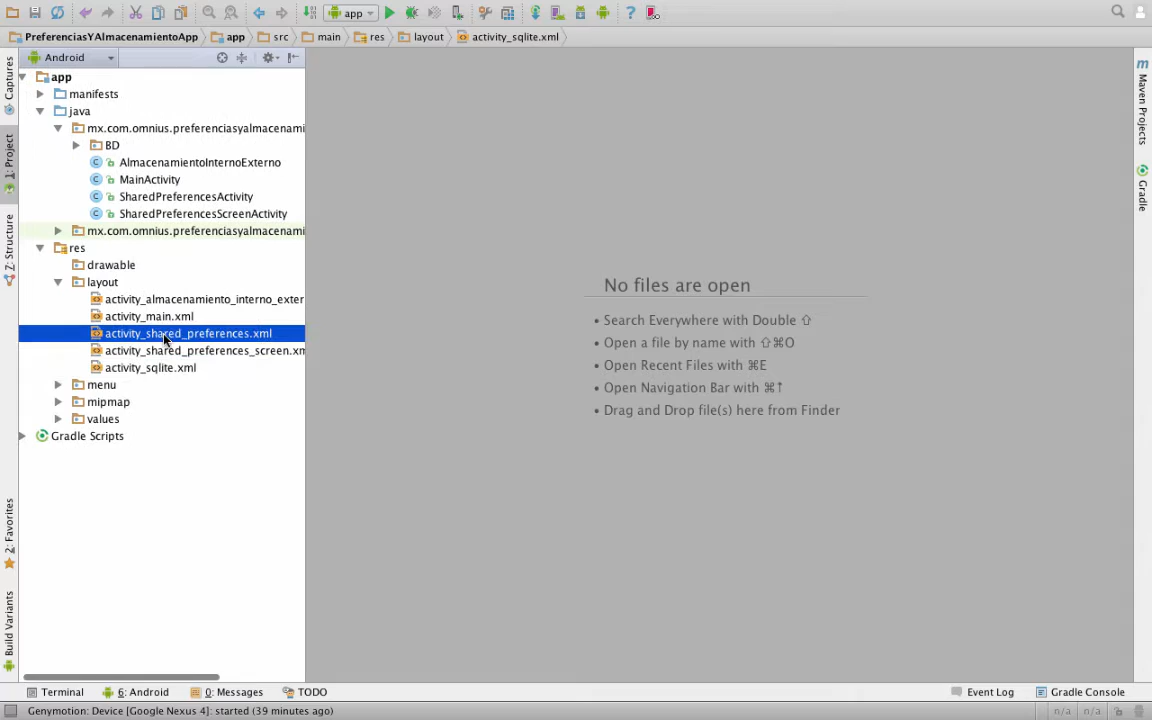 app
PreferenciasYAlmacenamientoApp app src main res layout activity_sqlite.xml
Android
app
manifests
java
mx.com.omnius.preferenciasyalmacenami
BD
AlmacenamientoInternoExterno
MainActivity
SharedPreferencesActivity
SharedPreferencesScreenActivity
mx.com.omnius.preferenciasyalmacenami
res
drawable
layout
activity_almacenamiento_interno_exter
activity_main.xml
activity_shared_preferences.xml
activity_shared_preferences_screen.xm
activity_sqlite.xml
menu
mipmap
values
Gradle Scripts
Captures
1: Project
7: Structure
2: Favorites
Build Variants
No files are open
• Search Everywhere with Double ⇧
• Open a file by name with ⇧⌘O
• Open Recent Files with ⌘E
• Open Navigation Bar with ⌘↑
• Drag and Drop file(s) here from Finder
m
Maven Projects
Gradle
Terminal 6: Android 0: Messages TODO Event Log Gradle Console
Genymotion: Device [Google Nexus 4]: started (39 minutes ago) n/a n/a